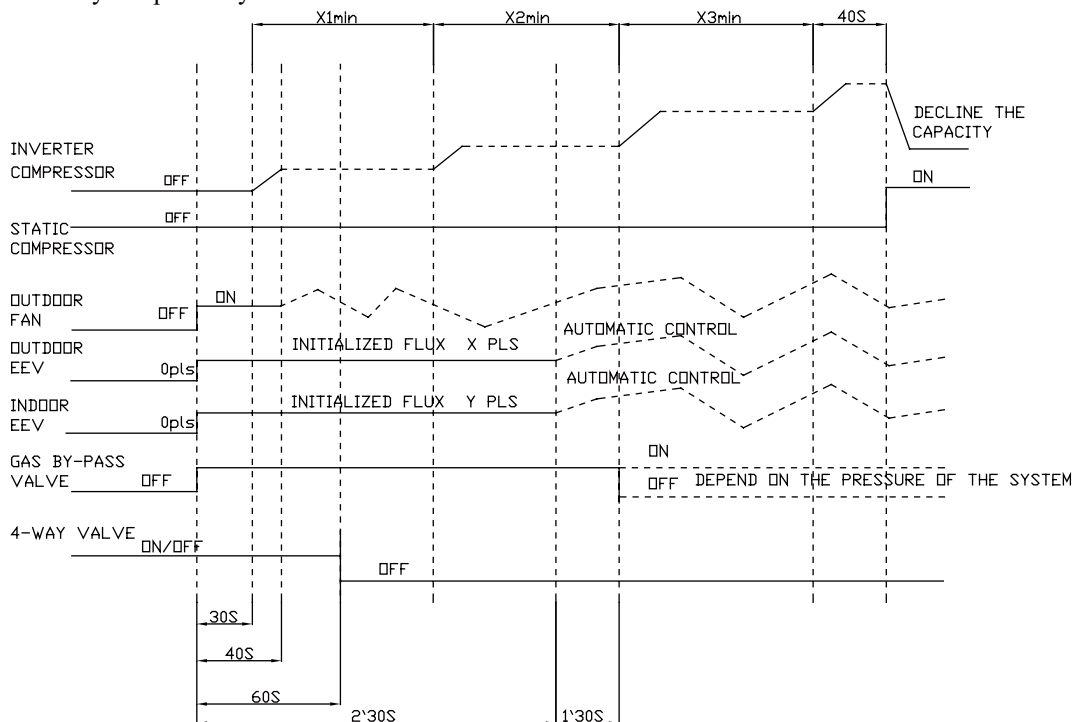 X1min X2min X3min 40S
DECLINE THE
CAPACITY
INVERTER
COMPRESSOR
OFF
ON
OFF
STATIC
COMPRESSOR
OUTDOOR
FAN
OFF
ON
AUTOMATIC CONTROL
OUTDOOR
EEV
0pls
INITIALIZED FLUX X PLS
AUTOMATIC CONTROL
INDOOR
EEV
0pls
INITIALIZED FLUX Y PLS
GAS BY-PASS
VALVE
OFF
ON
OFF DEPEND ON THE PRESSURE OF THE SYSTEM
4-WAY VALVE
ON/OFF
OFF
30S
40S
60S
2'30S 1'30S